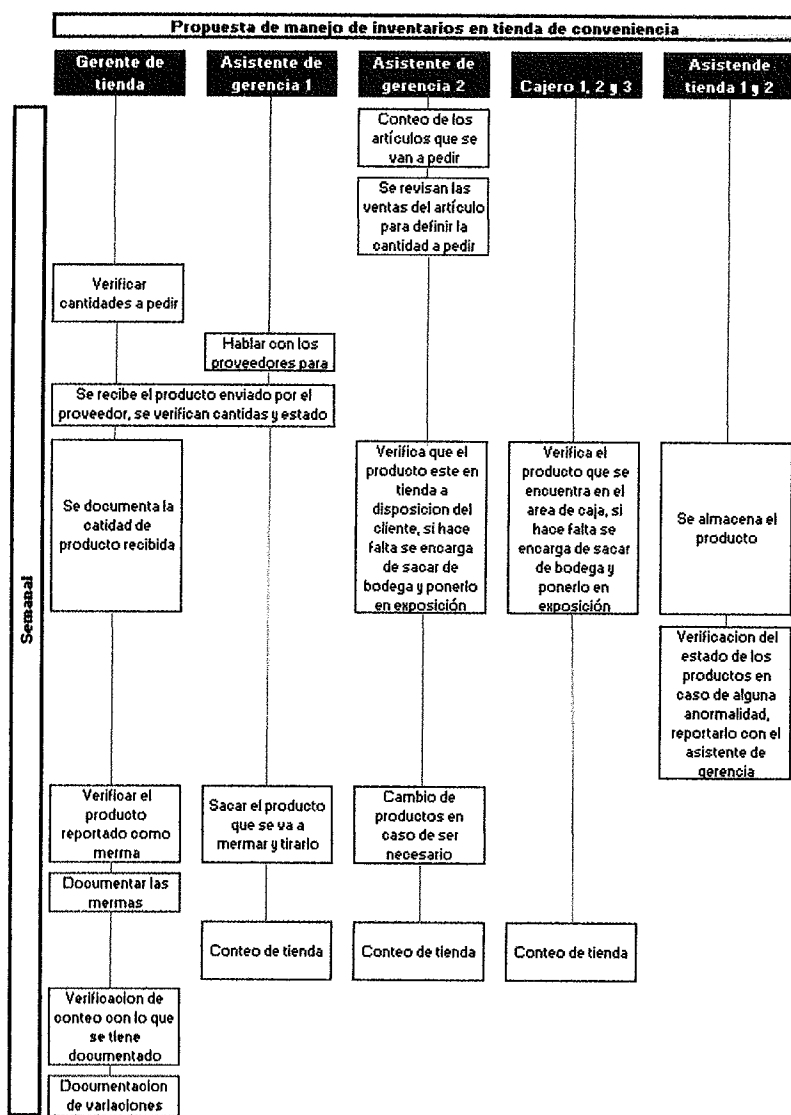 Propuesta de manejo de inventarios en tienda de conveniencia
Gerente de
tienda
Asistente de
gerencia 1
Asistente de
gerencia 2
Cajero 1, 2 y 3
Asistende
tienda 1 y 2
Semanal
Conteo de los
artículos que se
van a pedir
Se revisan las
ventas del artículo
para definir la
cantidad a pedir
Verificar
cantidades a pedir
Hablar con los
proveedores para
Se recibe el producto enviado por el
proveedor, se verifican cantidas y estado
Se documenta la
catidad de
producto recibida
Verifica que el
producto este en
tienda a
disposicion del
cliente, si hace
falta se encarga
de sacar de
bodega y ponerlo
en exposición
Verifica el
producto que se
encuentra en el
area de caja, si
hace falta se
encarga de sacar
de bodega y
ponerlo en
exposición
Se almacena el
producto
Verificacion del
estado de los
productos en
caso de alguna
anormalidad,
reportarlo con el
asistente de
gerencia
Verificar el
producto
reportado como
merma
Sacar el producto
que se va a
mermar y tirarlo
Cambio de
productos en
caso de ser
necesario
Documentar las
mermas
Conteo de tienda
Conteo de tienda
Conteo de tienda
Verificacion de
conteo con lo que
se tiene
documentado
Documentacion
de variaciones